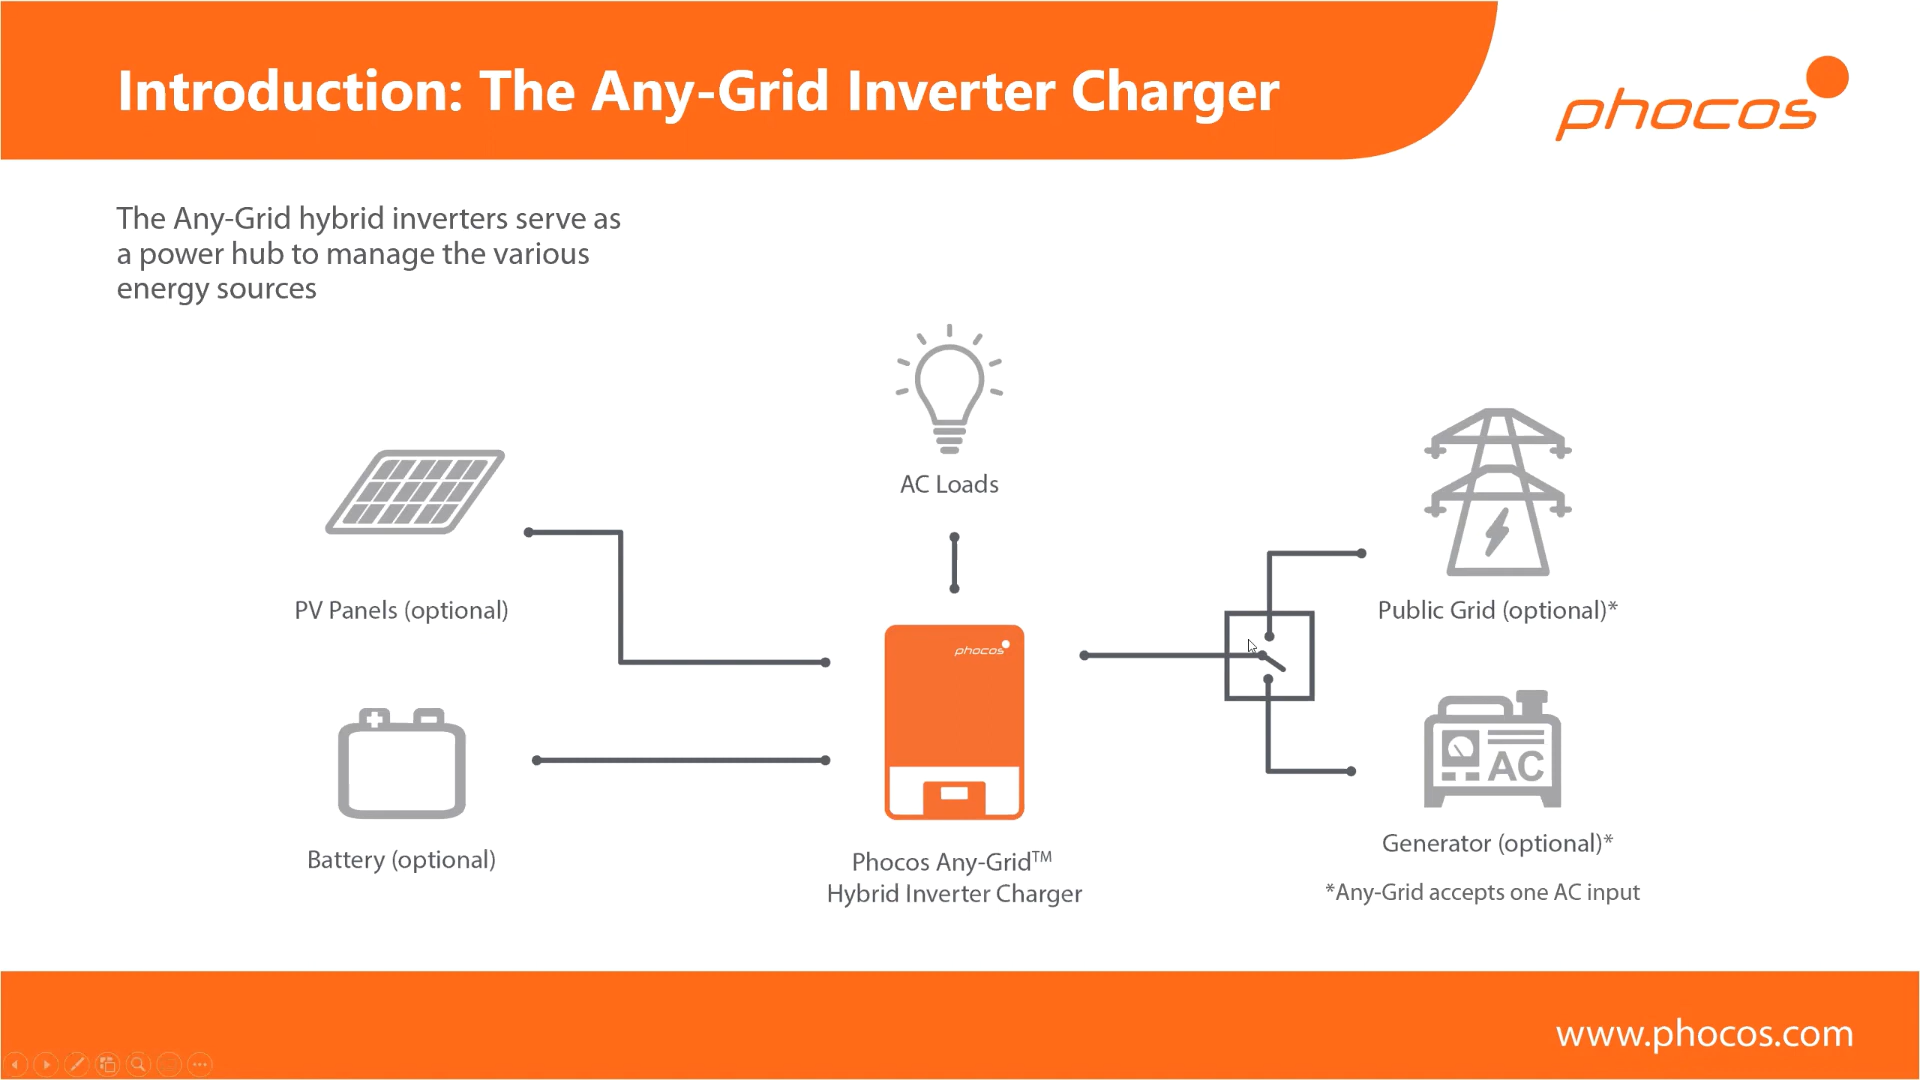 Introduction: The Any-Grid Inverter Charger
phocos
The Any-Grid hybrid inverters serve as
a power hub to manage the various
energy sources
AC Loads
PV Panels (optional)
Public Grid (optional)*
phocos
AC
Battery (optional)
Generator (optional)*
Phocos Any-Grid™
Hybrid Inverter Charger
*Any-Grid accepts one AC input
www.phocos.com